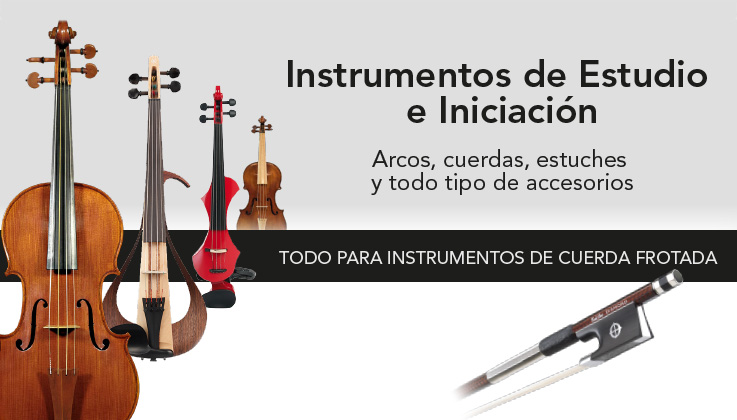 Instrumentos de Estudio
e Iniciación
Arcos, cuerdas, estuches
y todo tipo de accesorios
TODO PARA INSTRUMENTOS DE CUERDA FROTADA